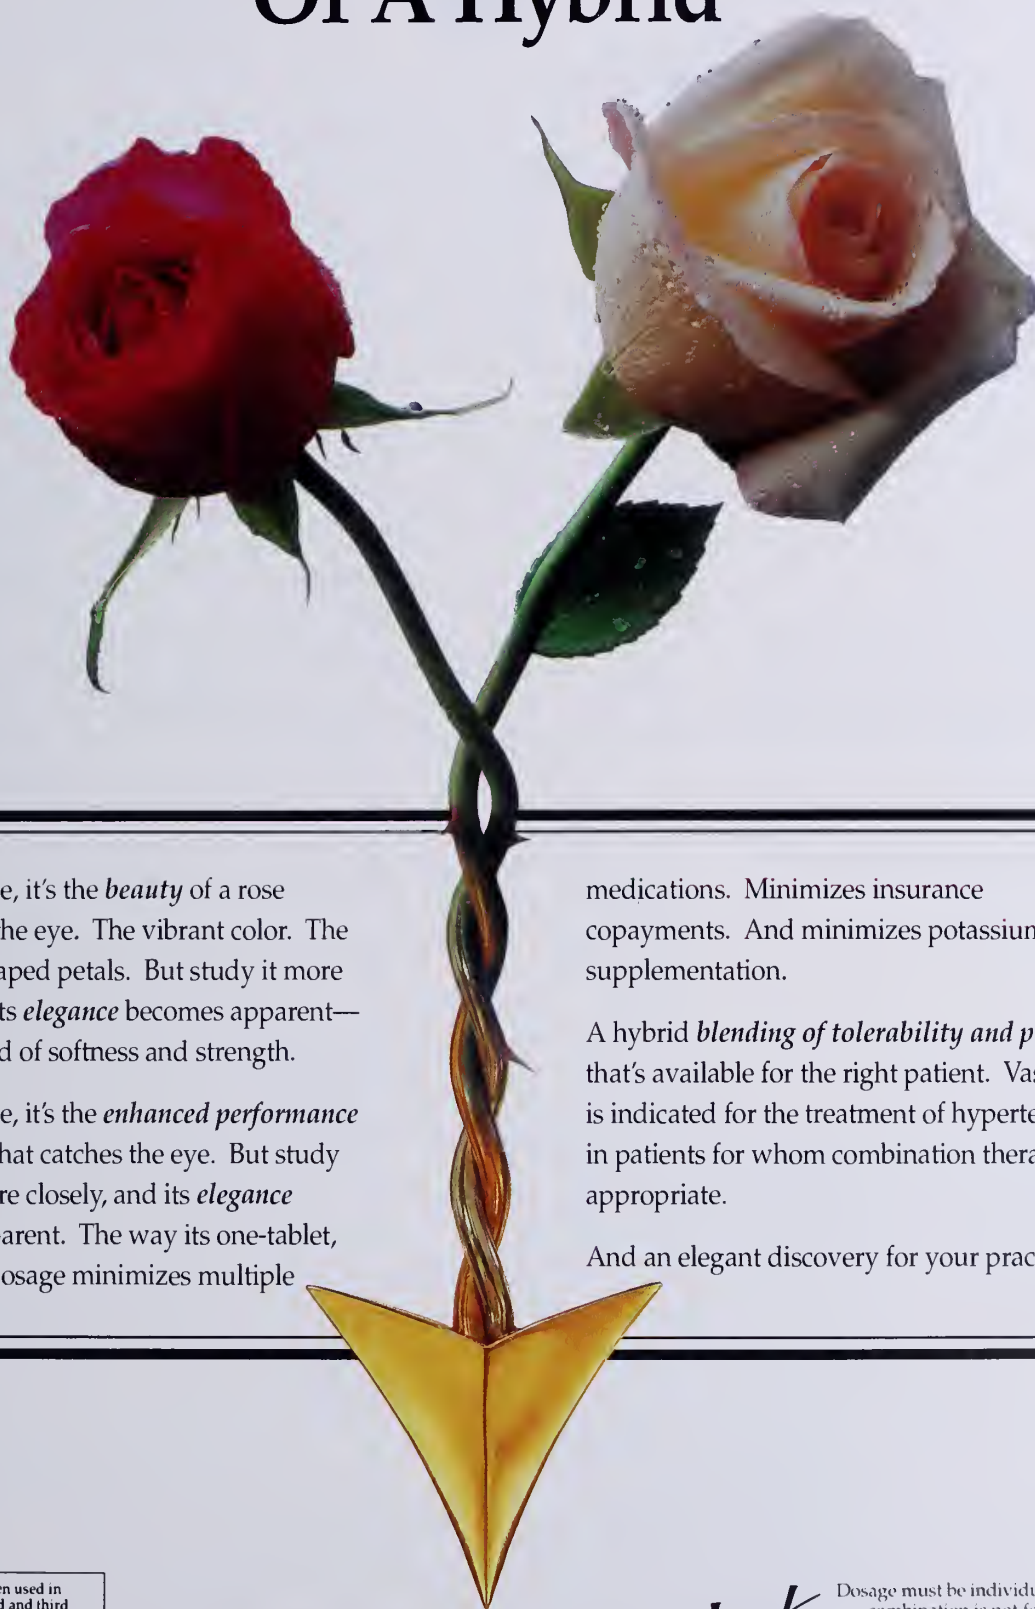 Of A Hybrid
e, it's the beauty of a rose
he eye. The vibrant color. The
aped petals. But study it more
ts elegance becomes apparent—
d of softness and strength.
e, it's the enhanced performance
hat catches the eye. But study
re closely, and its elegance
arent. The way its one-tablet,
osage minimizes multiple
medications. Minimizes insurance
copayments. And minimizes potassium
supplementation.
A hybrid blending of tolerability and p
that's available for the right patient. Vas
is indicated for the treatment of hyperte
in patients for whom combination thera
appropriate.
And an elegant discovery for your prac
en used in
d and third
Dosage must be individu